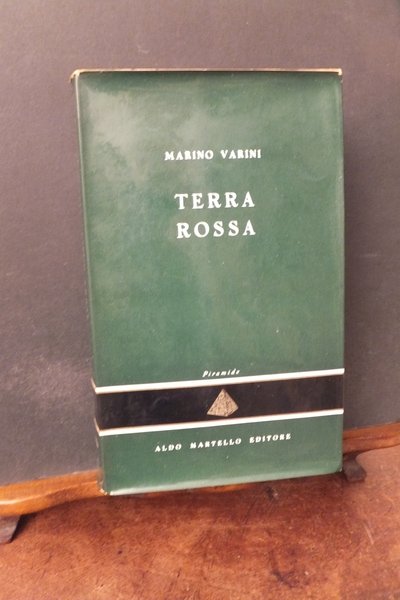 MARINO VARINI
TERRA
ROSSA
Piramide
ALDO MARTELLO EDITORE